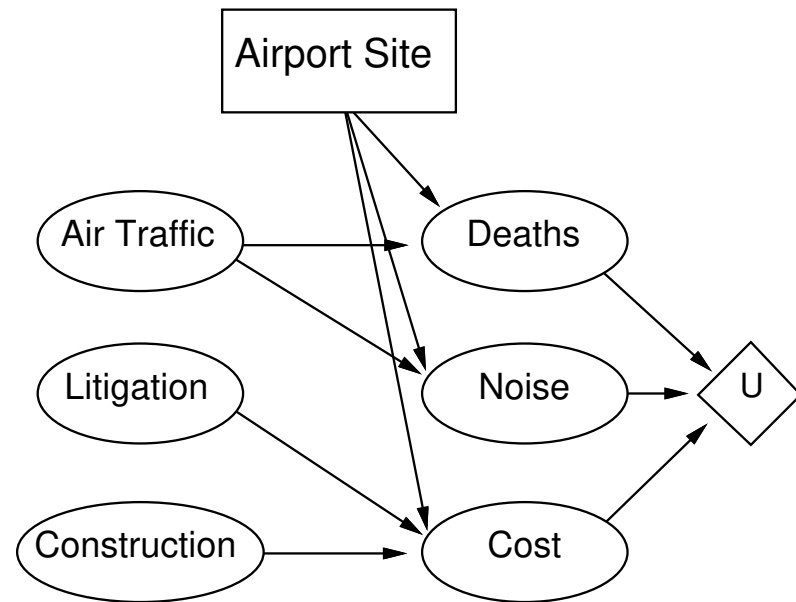 Airport Site
Air Traffic
Deaths
Litigation
Noise
U
Construction
Cost